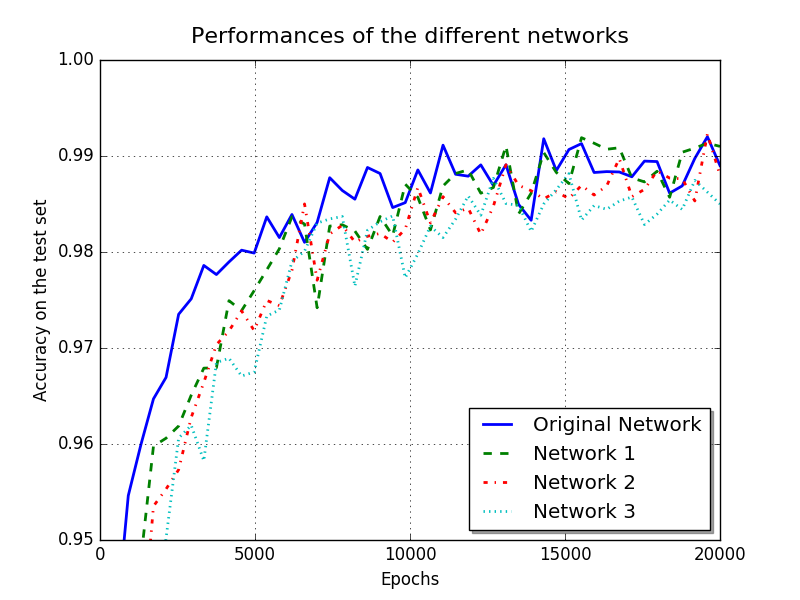 Performances of the different networks
1.00
0.99
0.98
0.97
0.96
0.95
Accuracy on the test set
Original Network
Network 1
Network 2
Network 3
0 5000 10000 15000 20000
Epochs